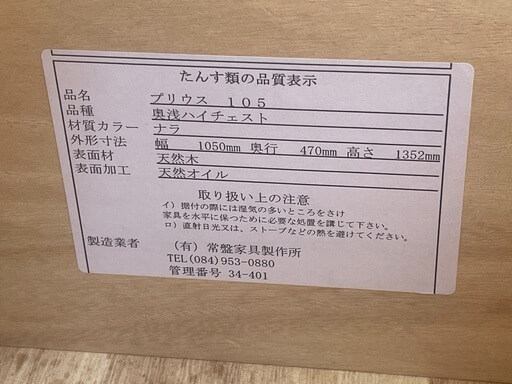 たんす類の品質表示
品名 プリウス 105
品種 奥浅ハイチェスト
材質カラー ナラ
外形寸法 幅 1050mm 奥行 470mm 高さ 1352mm
表面材 天然木
表面加工 天然オイル
取り扱い上の注意
イ）据付の際には湿気の多いところをさけ
家具を水平に保つために必要な処置を講じて下さい。
ロ）直射日光又は、ストーブなどの熱を避けてください。
製造業者 (有) 常盤家具製作所
TEL(084)953-0880
管理番号 34-401